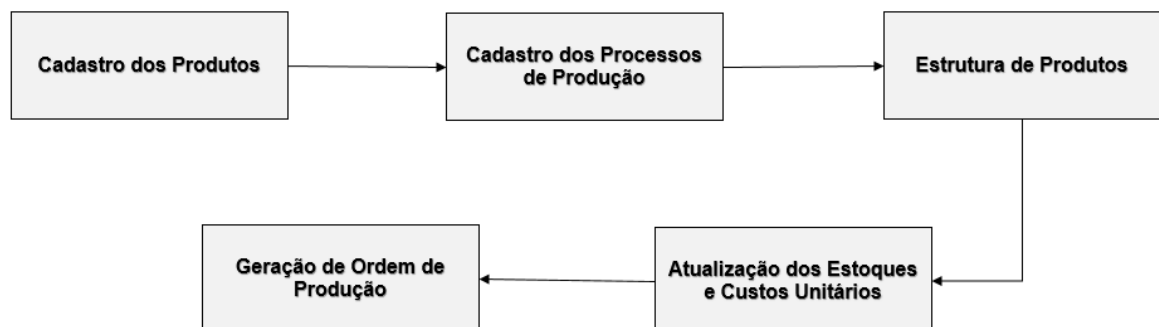 Cadastro dos Produtos
Cadastro dos Processos
de Produção
Estrutura de Produtos
Geração de Ordem de
Produção
Atualização dos Estoques
e Custos Unitários